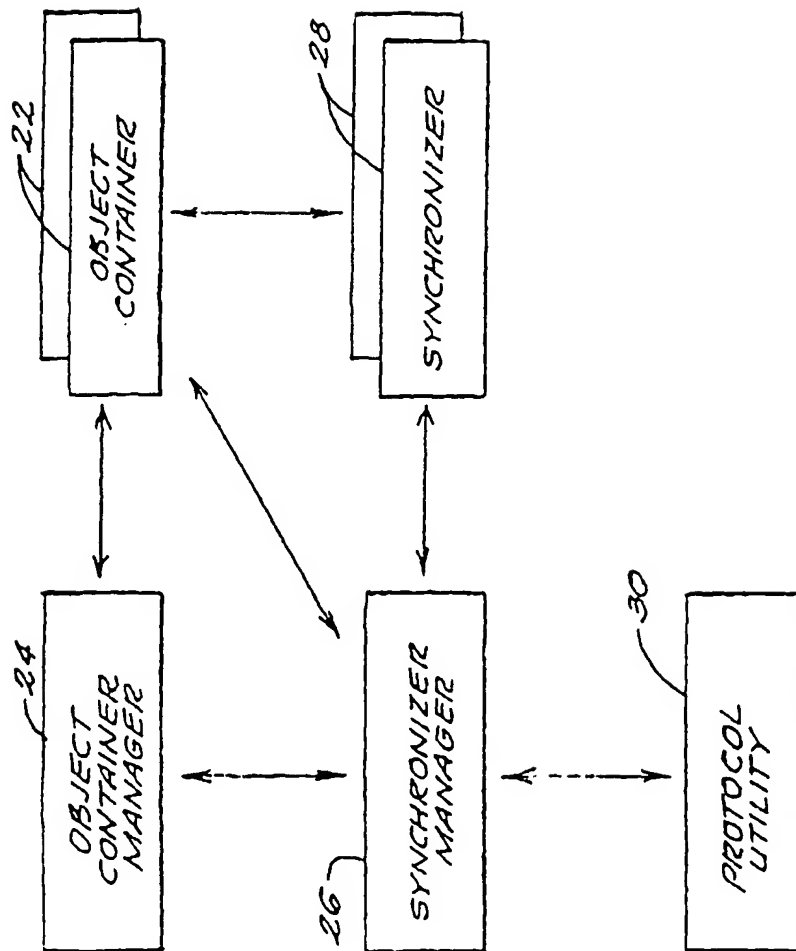 24
OBJECT
CONTAINER
MANAGER
22
OBJECT
CONTAINER
26
SYNCHRONIZER
MANAGER
28
SYNCHRONIZER
30
PROTOCOL
UTILITY